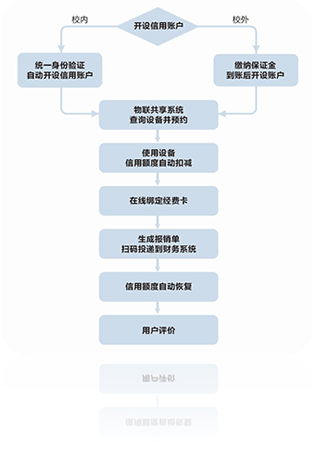 校内
校外
开设信用账户
统一身份验证
自动开设信用账户
缴纳保证金
到账后开设账户
物联共享系统
查询设备并预约
使用设备
信用额度自动扣减
在线绑定经费卡
生成报销单
扫码投递到财务系统
信用额度自动恢复
用户评价